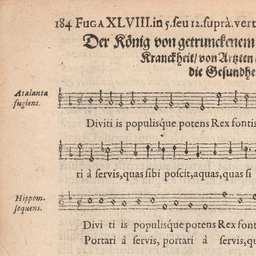 184 FUGA XLVIII. in 5. seu 12. suprà. vert
Der König von getrunckenem
Kranckheit/ von Artzten
die Gesundhe
Atalanta
fugiens.
Diviti is populisque potens Rex fontis
ti à servis, quas sibi poscit, aquas, quas si
Hippom.
sequens.
Divi ti is populisque potens Rex font
Portari à servis, portari à servis, qu